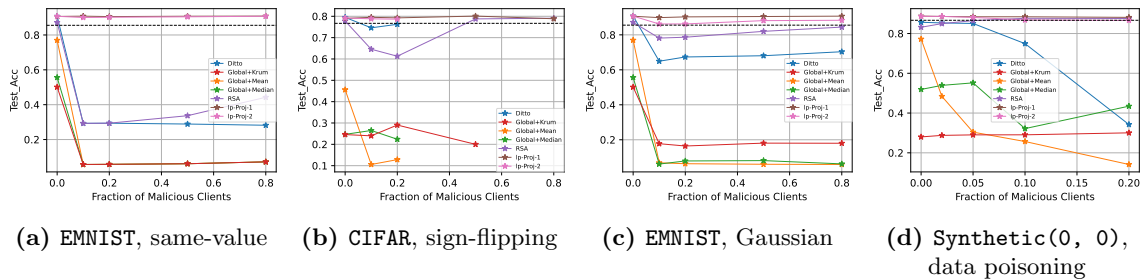 0.8
0.6
0.4
0.2
Test_Acc
0.0 0.2 0.4 0.6 0.8
Fraction of Malicious Clients
Ditto
Global+Krum
Global+Mean
Global+Median
RSA
lp-Proj-1
lp-Proj-2
(a) EMNIST, same-value
0.8
0.7
0.6
0.5
0.4
0.3
0.2
0.1
Test_Acc
0.0 0.2 0.4 0.6 0.8
Fraction of Malicious Clients
Ditto
Global+Krum
Global+Mean
Global+Median
RSA
lp-Proj-1
lp-Proj-2
(b) CIFAR, sign-flipping
0.8
0.6
0.4
0.2
Test_Acc
0.0 0.2 0.4 0.6 0.8
Fraction of Malicious Clients
Ditto
Global+Krum
Global+Mean
Global+Median
RSA
lp-Proj-1
lp-Proj-2
(c) EMNIST, Gaussian
0.8
0.6
0.4
0.2
Test_Acc
0.00 0.05 0.10 0.15 0.20
Fraction of Malicious Clients
Ditto
Global+Krum
Global+Mean
Global+Median
RSA
lp-Proj-1
lp-Proj-2
(d) Synthetic(0, 0),
data poisoning